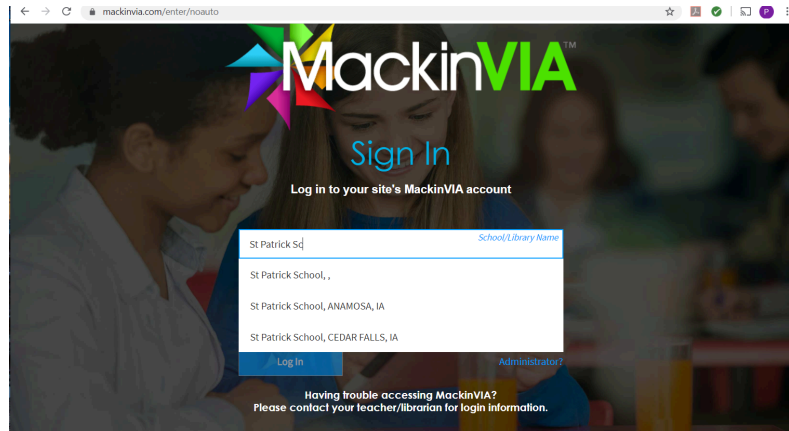 mackinvia.com/enter/noauto
P
MackinVIA™
Sign In
Log in to your site's MackinVIA account
St Patrick Sc
School/Library Name
St Patrick School, ,
St Patrick School, ANAMOSA, IA
St Patrick School, CEDAR FALLS, IA
Log In
Administrator?
Having trouble accessing MackinVIA?
Please contact your teacher/librarian for login information.